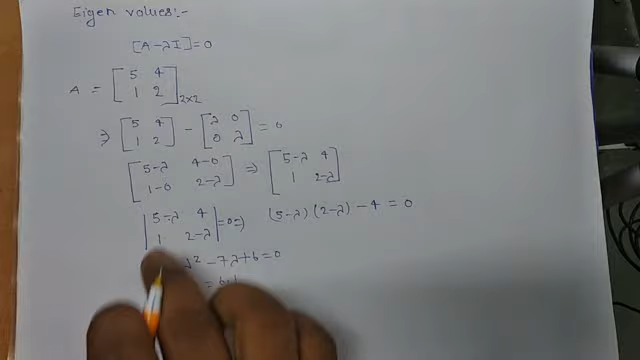 Eigen values:-
[A-λI]=0
A = [5 4 1 2]2×2
⇒ [5 4 1 2] - [λ 0 0 λ] = 0
[5-λ 4-0 1-0 2-λ] ⇒ [5-λ 4 1 2-λ]
|5-λ 4 1 2-λ| =0⇒ (5-λ)(2-λ)-4=0
λ²-7λ+6=0